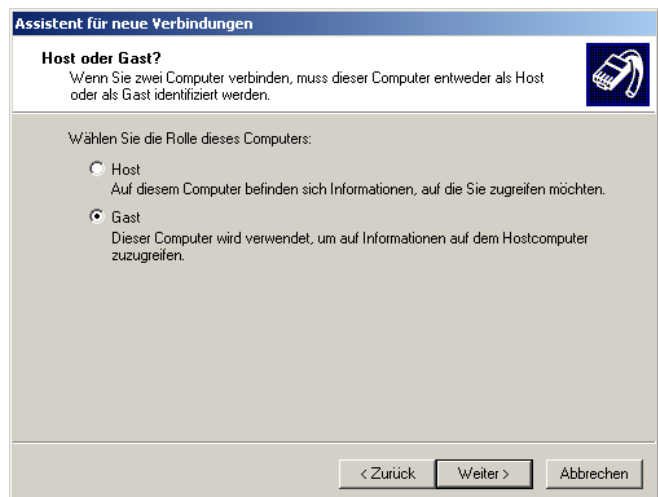 Assistent für neue Verbindungen
Host oder Gast?
Wenn Sie zwei Computer verbinden, muss dieser Computer entweder als Host
oder als Gast identifiziert werden.
Wählen Sie die Rolle dieses Computers:
Host
Auf diesem Computer befinden sich Informationen, auf die Sie zugreifen möchten.
Gast
Dieser Computer wird verwendet, um auf Informationen auf dem Hostcomputer
zuzugreifen.
< Zurück
Weiter >
Abbrechen